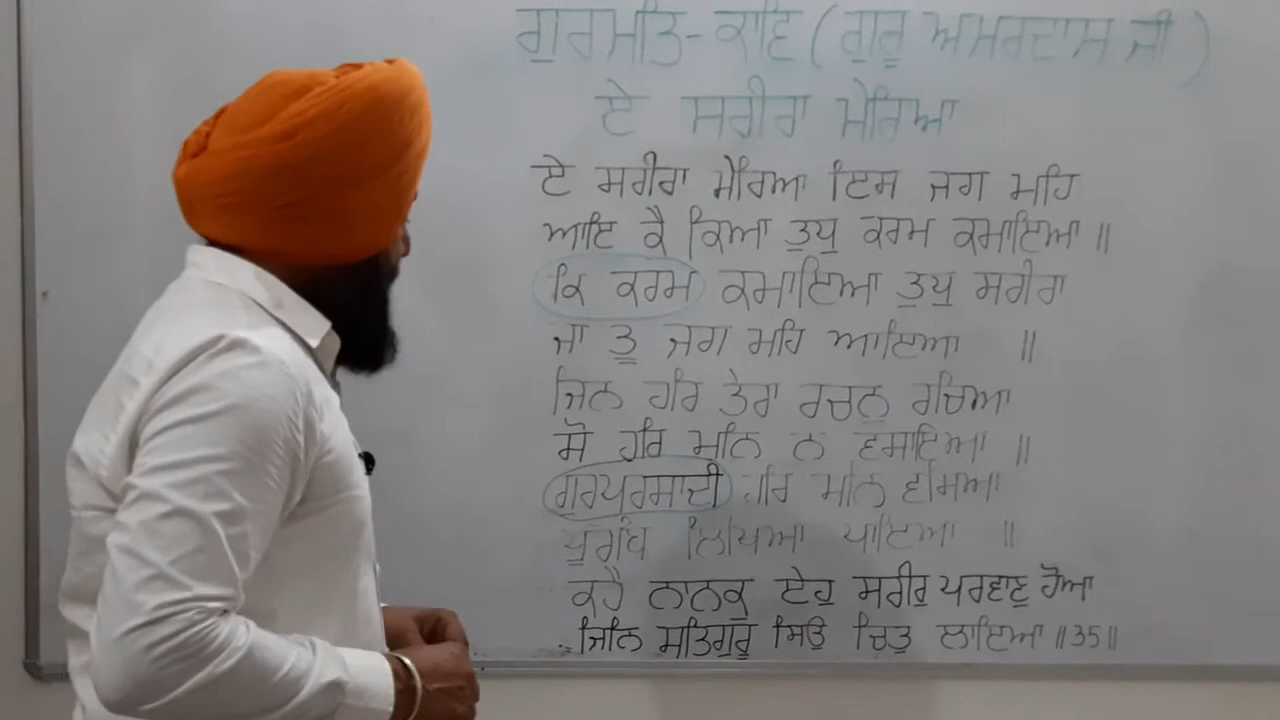 ਗੁਰਮਤਿ-ਕਾਵਿ (ਗੁਰੂ ਅਮਰਦਾਸ ਜੀ)
ਏ ਸਰੀਰਾ ਮੇਰਿਆ
ਏ ਸਰੀਰਾ ਮੇਰਿਆ ਇਸ ਜਗ ਮਹਿ
ਆਇ ਕੈ ਕਿਆ ਤੁਧੁ ਕਰਮ ਕਮਾਇਆ ॥
ਕਿ ਕਰਮ ਕਮਾਇਆ ਤੁਧੁ ਸਰੀਰਾ
ਜਾ ਤੂ ਜਗ ਮਹਿ ਆਇਆ ॥
ਜਿਨਿ ਹਰਿ ਤੇਰਾ ਰਚਨੁ ਰਚਿਆ
ਸੋ ਹਰਿ ਮਨਿ ਨ ਵਸਾਇਆ ॥
ਗੁਰਪਰਸਾਦੀ ਹਰਿ ਮਨਿ ਵਸਿਆ
ਪੂਰਬਿ ਲਿਖਿਆ ਪਾਇਆ ॥
ਕਹੈ ਨਾਨਕੁ ਏਹੁ ਸਰੀਰੁ ਪਰਵਾਣੁ ਹੋਆ
ਜਿਨਿ ਸਤਿਗੁਰੁ ਸਿਉ ਚਿਤੁ ਲਾਇਆ ॥35॥